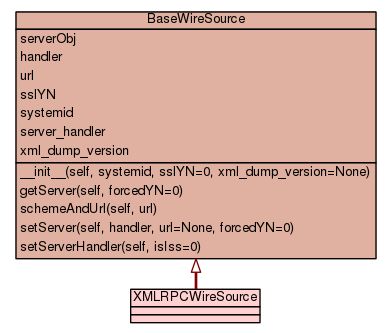 BaseWireSource
serverObj
handler
url
sslYN
systemid
server_handler
xml_dump_version
__init__(self, systemid, sslYN=0, xml_dump_version=None)
getServer(self, forcedYN=0)
schemeAndUrl(self, url)
setServer(self, handler, url=None, forcedYN=0)
setServerHandler(self, isIss=0)
XMLRPCWireSource